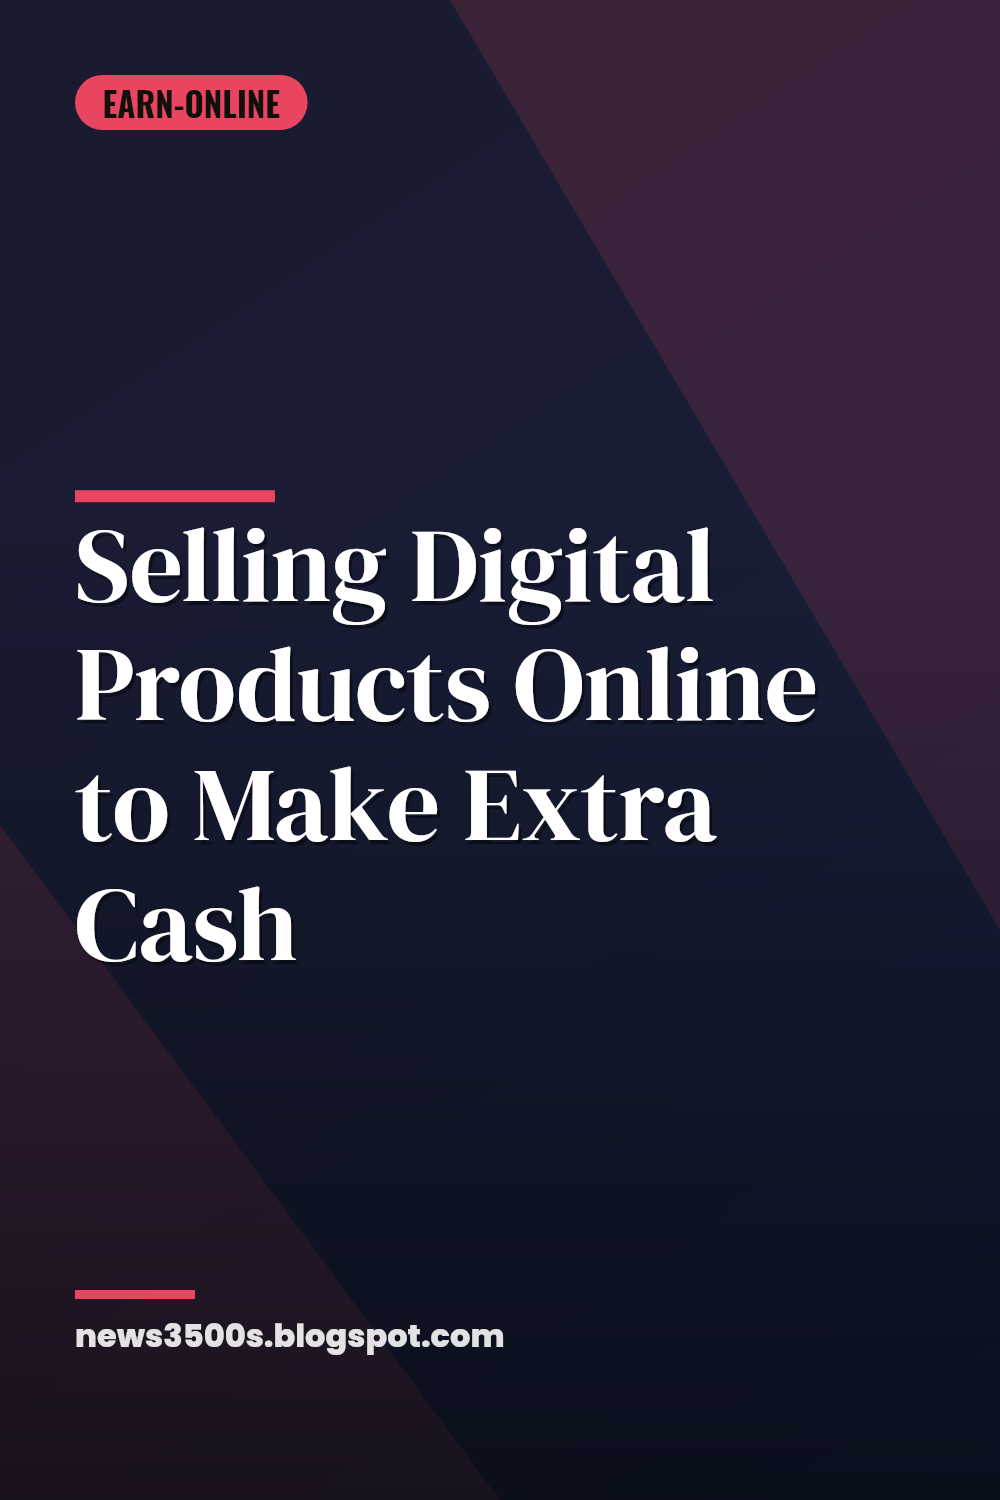 EARN-ONLINE
Selling Digital
Products Online
to Make Extra
Cash
news3500s.blogspot.com